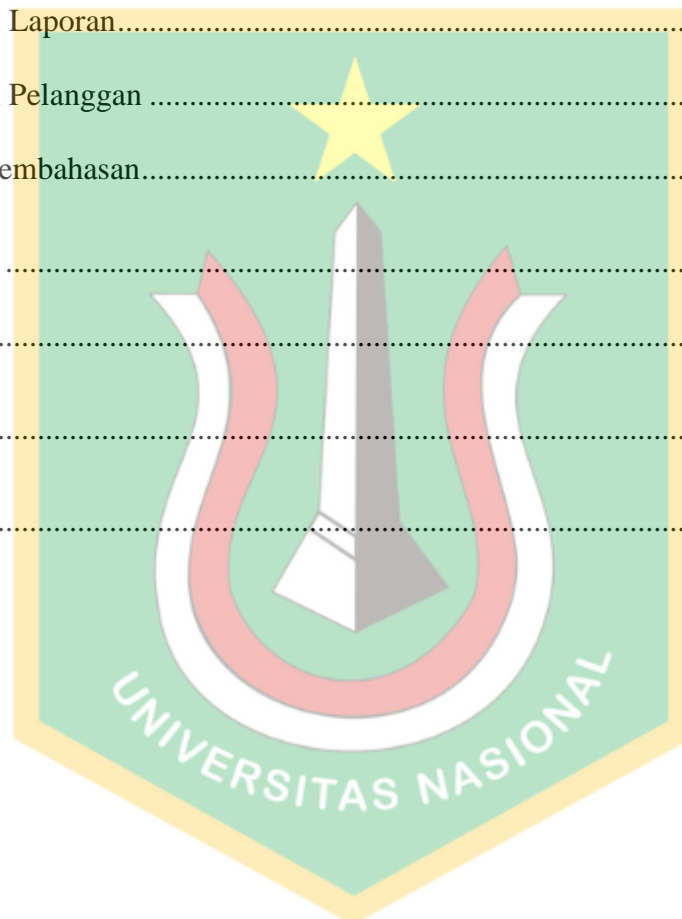 Laporan................................................................................
Pelanggan ............................................................................
embahasan............................................................................
................................................................................
................................................................................
................................................................................
................................................................................
UNIVERSITAS NASIONAL